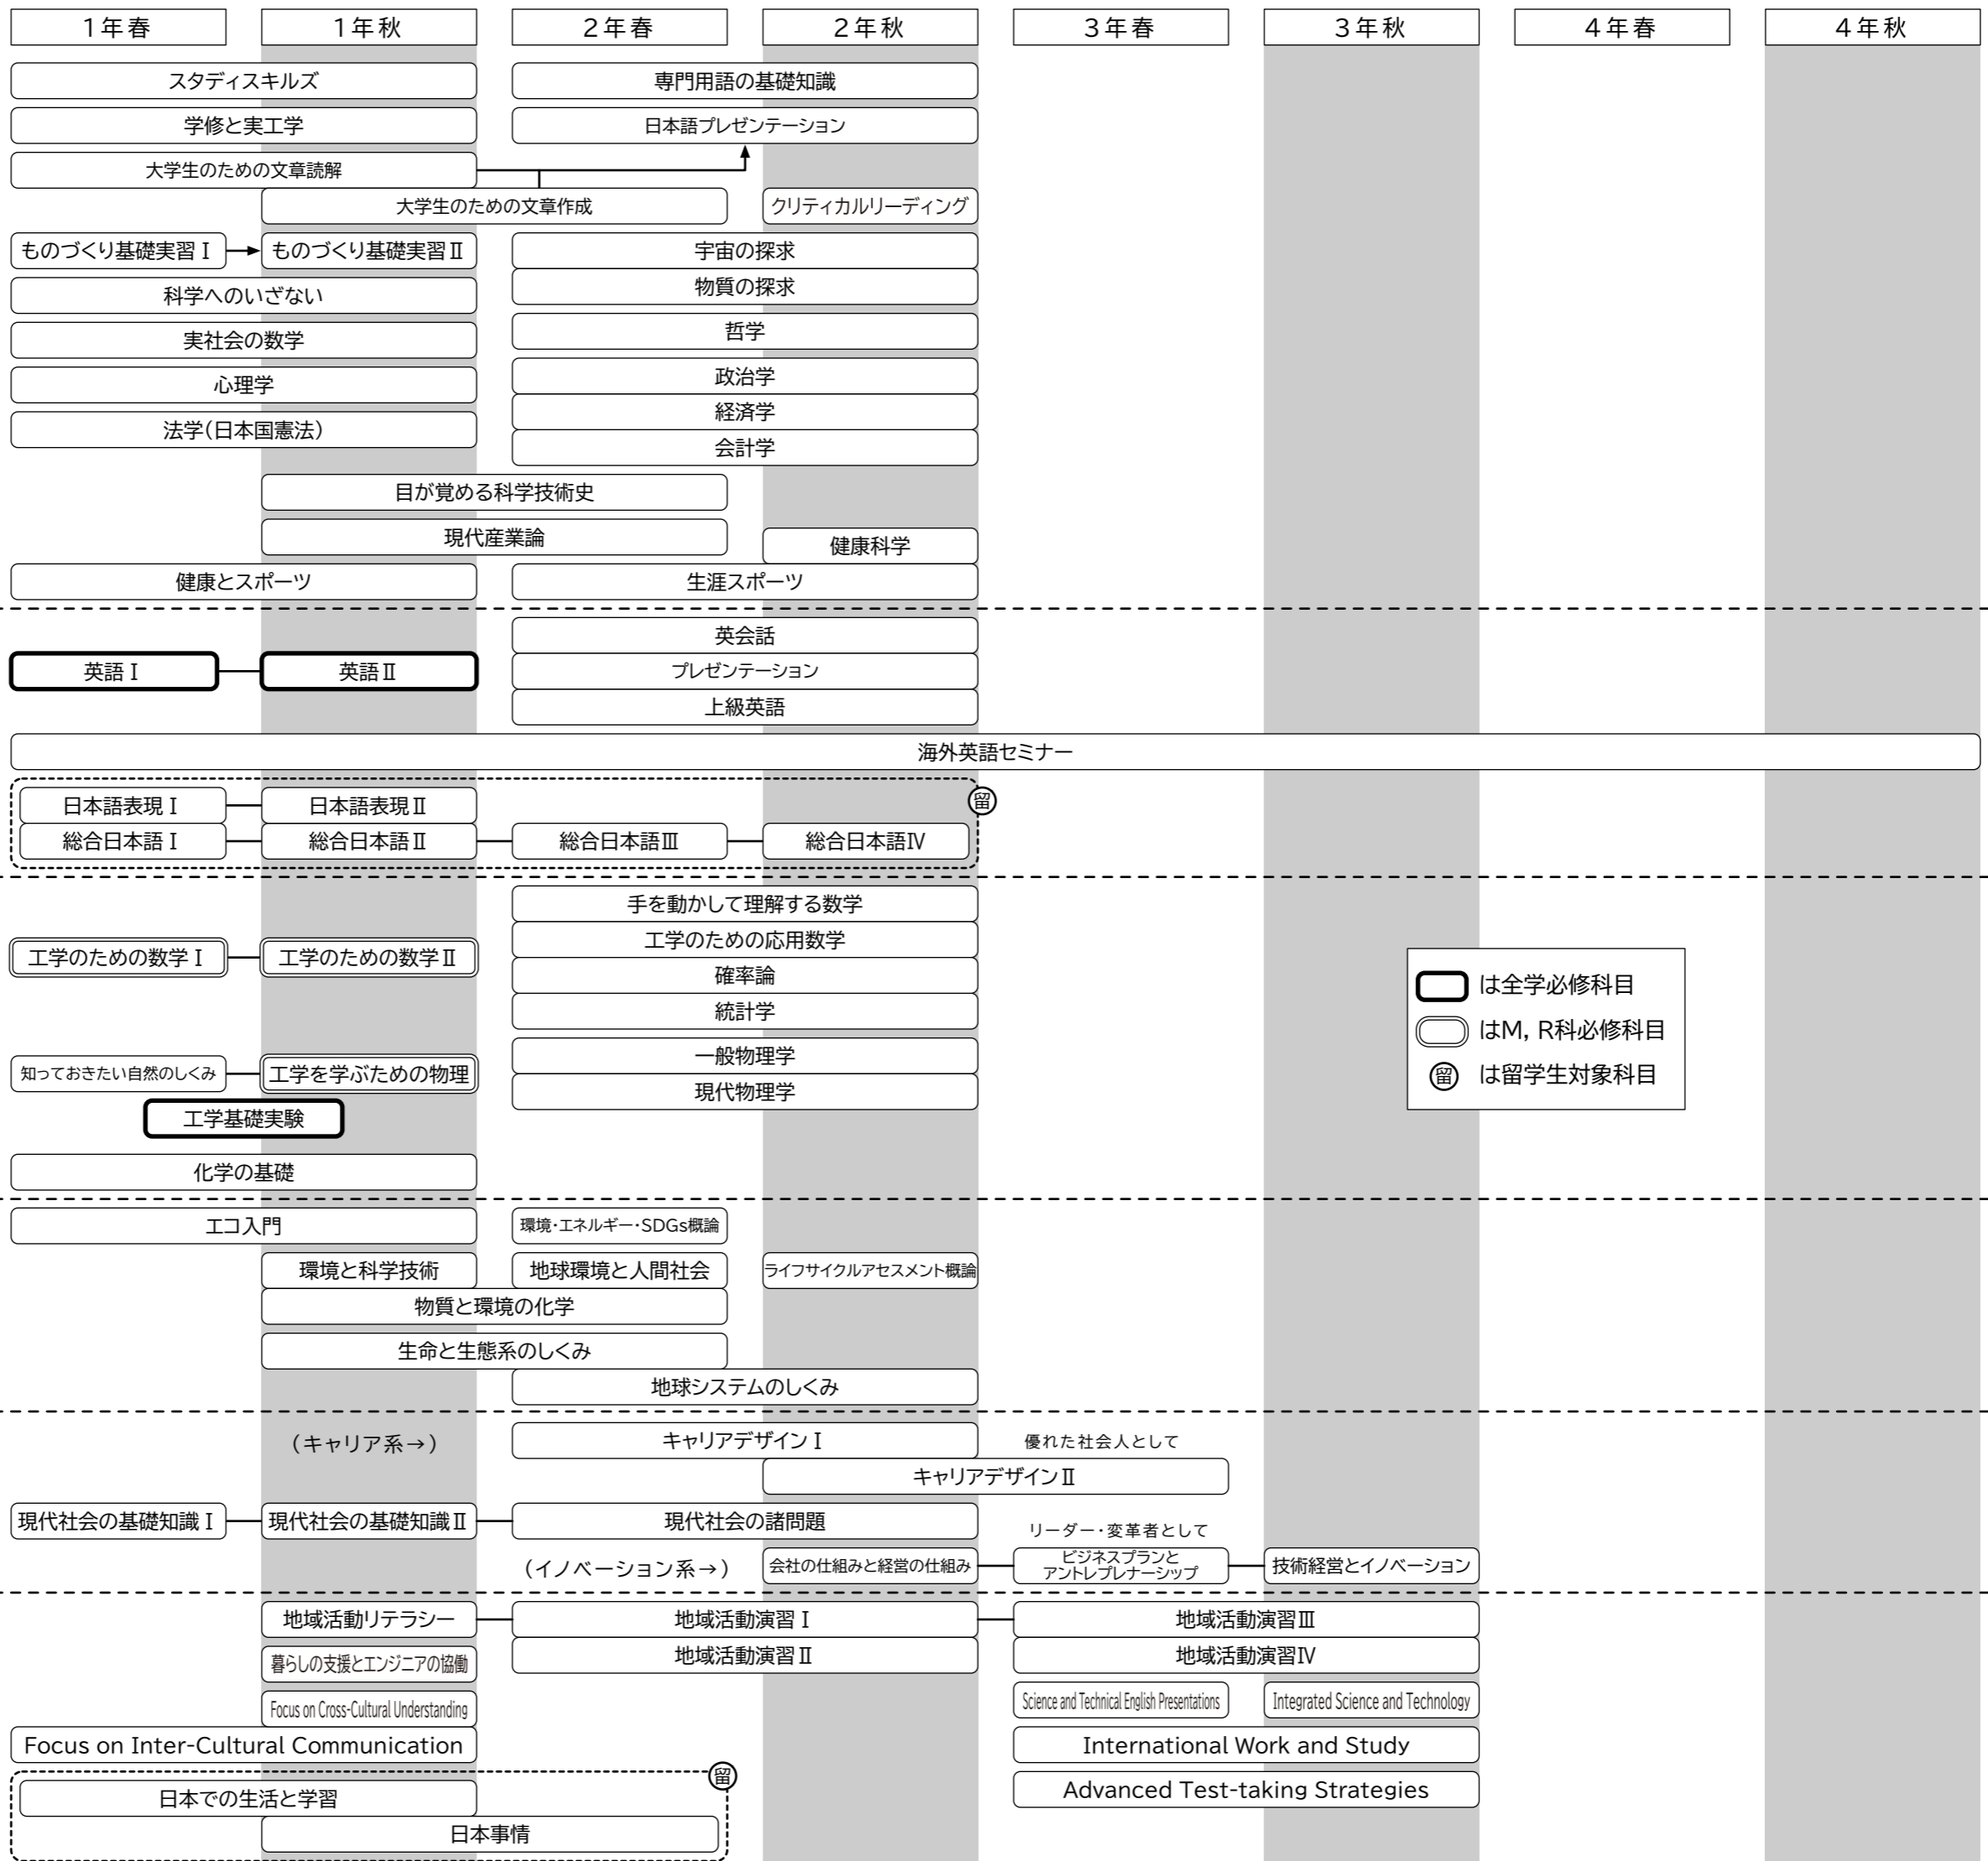 1年春
1年秋
2年春
2年秋
3年春
3年秋
4年春
4年秋
スタディスキルズ
専門用語の基礎知識
学修と実工学
日本語プレゼンテーション
大学生のための文章読解
大学生のための文章作成
クリティカルリーディング
ものづくり基礎実習Ⅰ
ものづくり基礎実習Ⅱ
宇宙の探求
科学へのいざない
物質の探求
実社会の数学
哲学
心理学
政治学
経済学
法学(日本国憲法)
会計学
目が覚める科学技術史
現代産業論
健康科学
健康とスポーツ
生涯スポーツ
英会話
英語Ⅰ
英語Ⅱ
プレゼンテーション
上級英語
海外英語セミナー
留
日本語表現Ⅰ
日本語表現Ⅱ
総合日本語Ⅰ
総合日本語Ⅱ
総合日本語Ⅲ
総合日本語Ⅳ
手を動かして理解する数学
工学のための応用数学
工学のための数学Ⅰ
工学のための数学Ⅱ
確率論
統計学
は全学必修科目
はM, R科必修科目
留 は留学生対象科目
一般物理学
知っておきたい自然のしくみ
工学を学ぶための物理
現代物理学
工学基礎実験
化学の基礎
エコ入門
環境・エネルギー・SDGs概論
環境と科学技術
地球環境と人間社会
ライフサイクルアセスメント概論
物質と環境の化学
生命と生態系のしくみ
地球システムのしくみ
(キャリア系→)
キャリアデザインⅠ
優れた社会人として
キャリアデザインⅡ
現代社会の基礎知識Ⅰ
現代社会の基礎知識Ⅱ
現代社会の諸問題
リーダー・変革者として
(イノベーション系→)
会社の仕組みと経営の仕組み
ビジネスプランと
アントレプレナーシップ
技術経営とイノベーション
地域活動リテラシー
地域活動演習Ⅰ
地域活動演習Ⅲ
暮らしの支援とエンジニアの協働
地域活動演習Ⅱ
地域活動演習Ⅳ
Focus on Cross-Cultural Understanding
Science and Technical English Presentations
Integrated Science and Technology
Focus on Inter-Cultural Communication
International Work and Study
留
日本での生活と学習
Advanced Test-taking Strategies
日本事情